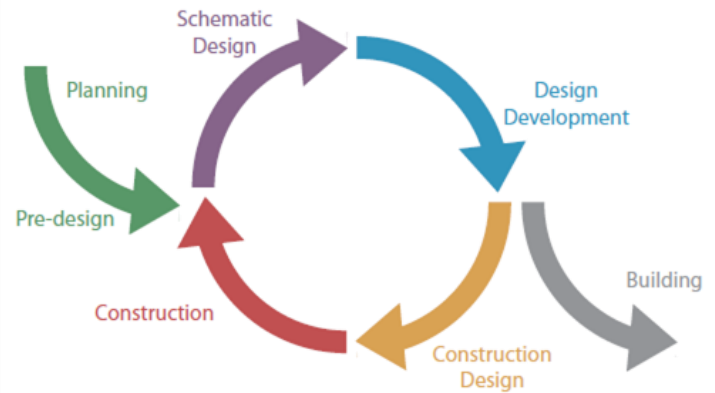 Schematic
Design
Planning
Design
Development
Pre-design
Building
Construction
Construction
Design